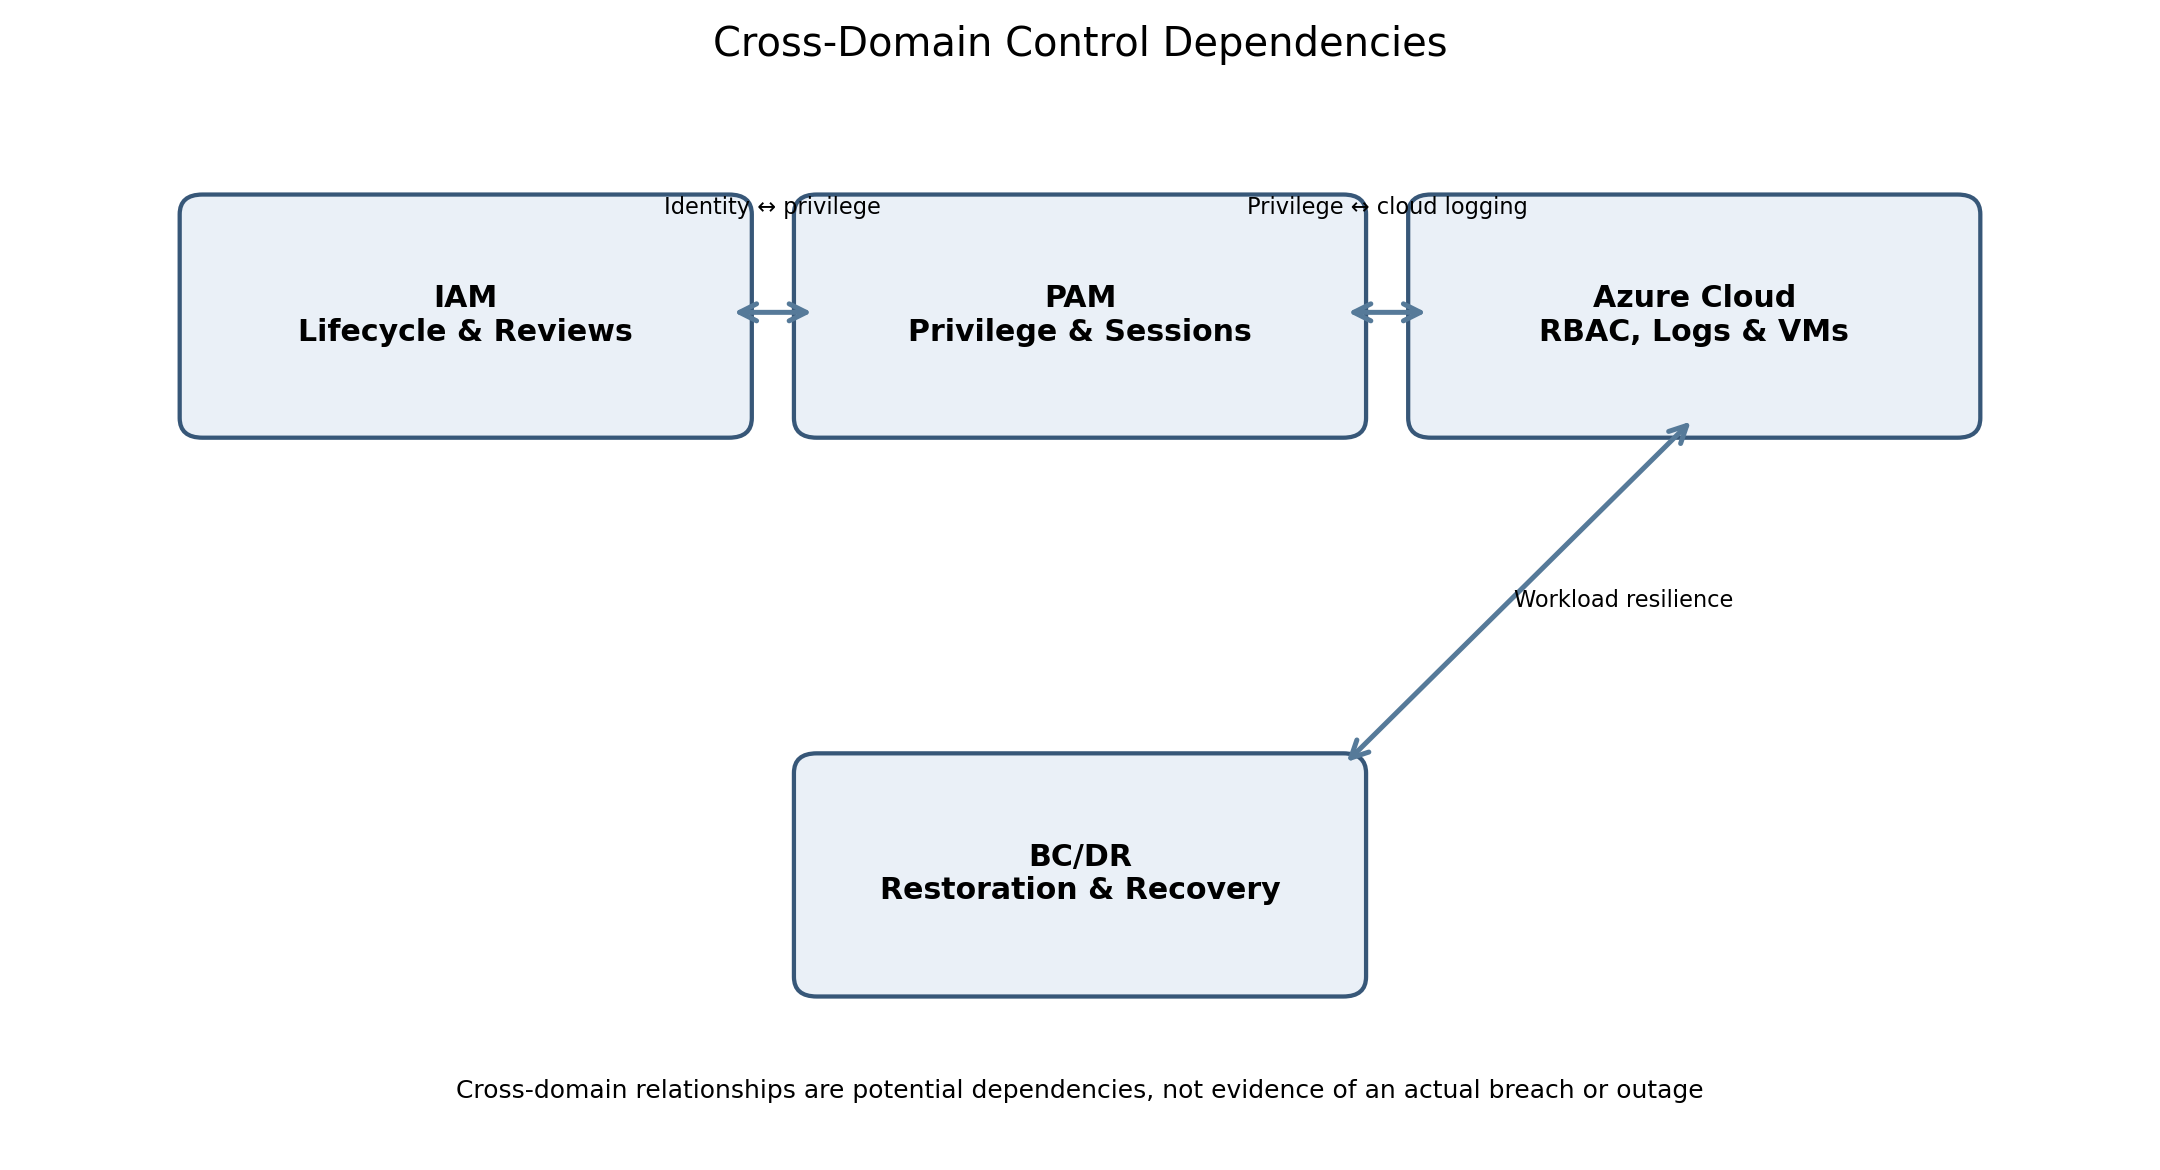 Cross-Domain Control Dependencies
Identity ↔ privilege
Privilege ↔ cloud logging
IAM
Lifecycle & Reviews
PAM
Privilege & Sessions
Azure Cloud
RBAC, Logs & VMs
Workload resilience
BC/DR
Restoration & Recovery
Cross-domain relationships are potential dependencies, not evidence of an actual breach or outage